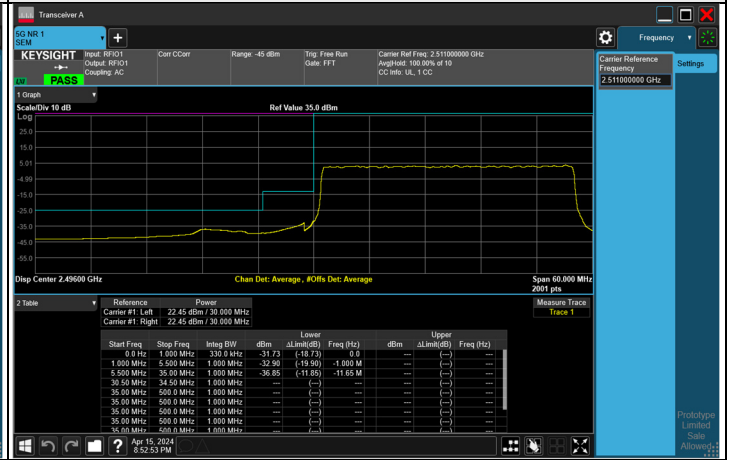 Transceiver A
5G NR 1
SEM
Frequency
KEYSIGHT
Input: RFIO1
Output: RFIO1
Coupling: AC
Corr CCorr
Range: -45 dBm
Trig: Free Run
Gate: FFT
Carrier Ref Freq: 2.511000000 GHz
Avg|Hold: 100.00% of 10
CC Info: UL, 1 CC
LV
PASS
Carrier Reference
Frequency
2.511000000 GHz
Settings
1 Graph
Scale/Div 10 dB
Ref Value 35.0 dBm
Log
25.0
15.0
5.01
-4.99
-15.0
-25.0
-35.0
-45.0
-55.0
Disp Center 2.49600 GHz
Chan Det: Average , #Offs Det: Average
Span 60.000 MHz
2001 pts
2 Table
Reference Power
Carrier #1: Left 22.45 dBm / 30.000 MHz
Carrier #1: Right 22.45 dBm / 30.000 MHz
Measure Trace
Trace 1
Lower Upper
Start Freq Stop Freq Integ BW dBm ΔLimit(dB) Freq (Hz) dBm ΔLimit(dB) Freq (Hz)
0.0 Hz 1.000 MHz 330.0 kHz -31.73 (-18.73) 0.0 --- (---) ---
1.000 MHz 5.500 MHz 1.000 MHz -32.90 (-19.90) -1.000 M --- (---) ---
5.500 MHz 35.00 MHz 1.000 MHz -36.85 (-11.85) -11.65 M --- (---) ---
30.50 MHz 34.50 MHz 1.000 MHz --- (---) --- (---) ---
35.00 MHz 500.0 MHz 1.000 MHz --- (---) --- (---) ---
35.00 MHz 500.0 MHz 1.000 MHz --- (---) --- (---) ---
35.00 MHz 500.0 MHz 1.000 MHz --- (---) --- (---) ---
35.00 MHz 500.0 MHz 1.000 MHz --- (---) --- (---) ---
35.00 MHz 500.0 MHz 1.000 MHz --- (---) --- (---) ---
Prototype
Limited
Sale
Allowed
Apr 15, 2024
8:52:53 PM